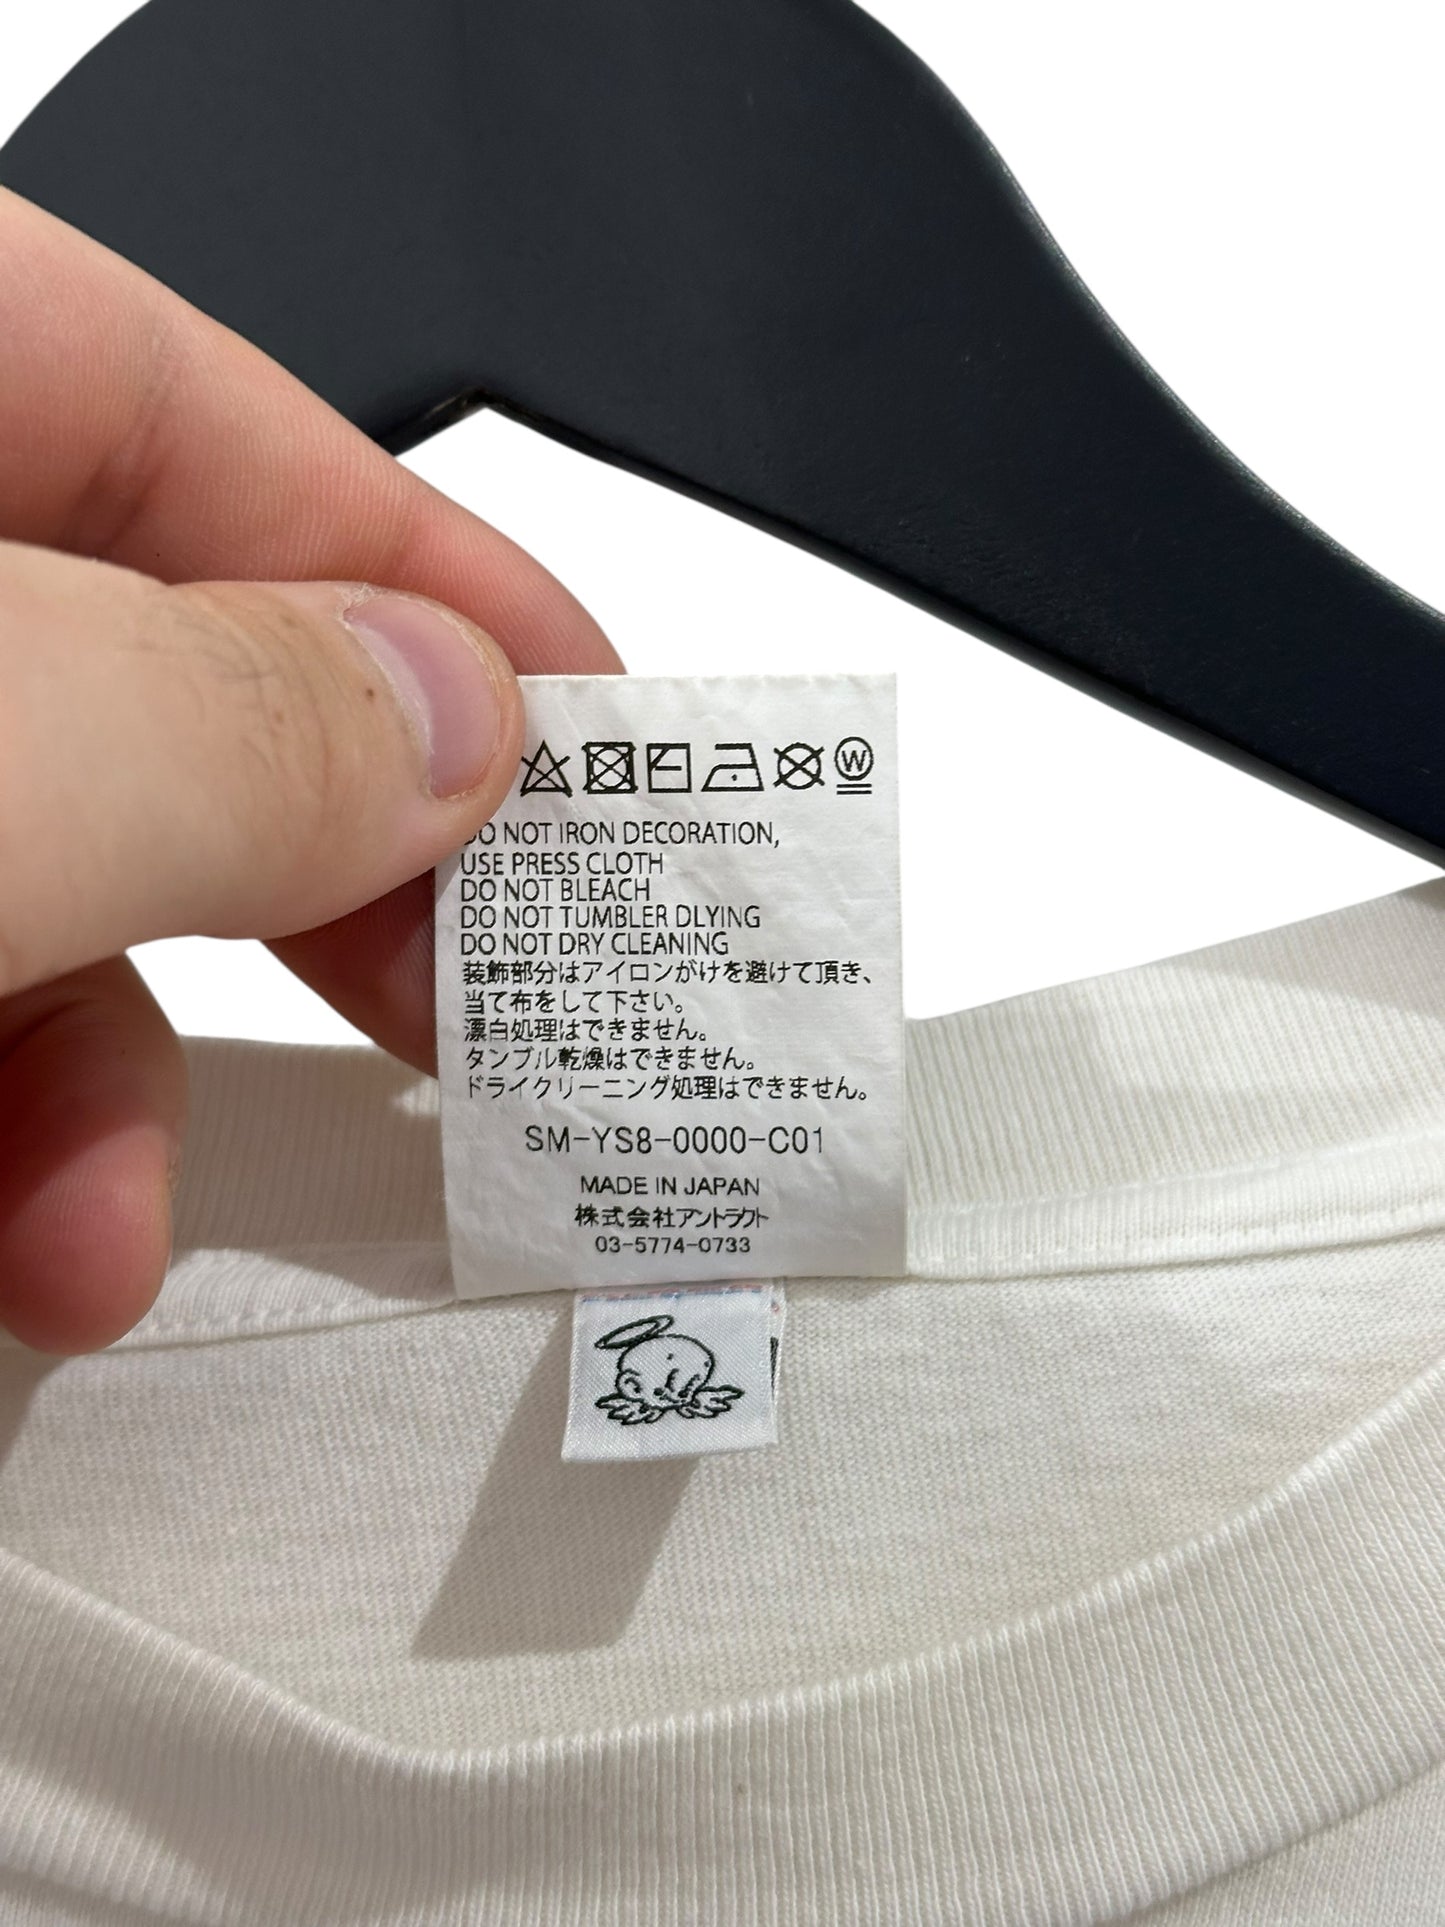 W
DO NOT IRON DECORATION,
USE PRESS CLOTH
DO NOT BLEACH
DO NOT TUMBLER DLYING
DO NOT DRY CLEANING
装飾部分はアイロンがけを避けて頂き、
当て布をして下さい。
漂白処理はできません。
タンブル乾燥はできません。
ドライクリーニング処理はできません。
SM-YS8-0000-C01
MADE IN JAPAN
株式会社アントラクト
03-5774-0733